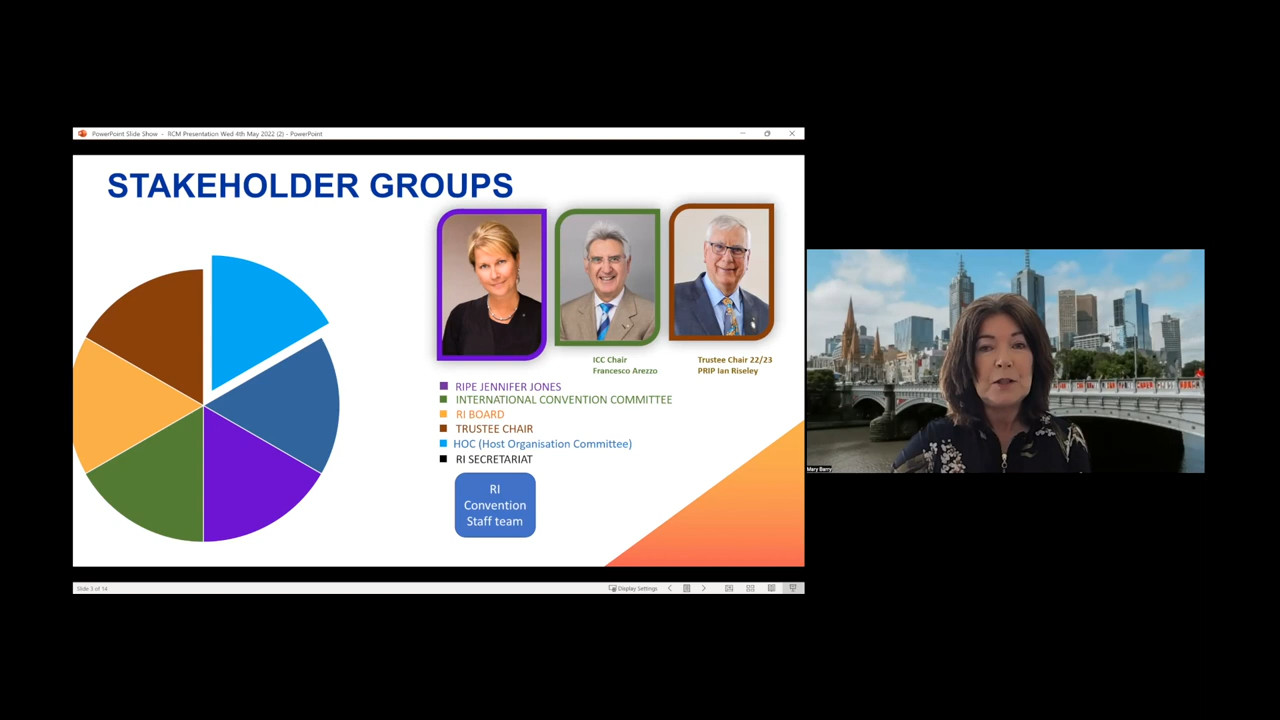 PowerPoint Slide Show - RCM Presentation Wed 4th May 2022 (2) - PowerPoint
STAKEHOLDER GROUPS
ICC Chair
Francesco Arezzo
Trustee Chair 22/23
PRIP Ian Riseley
RIPE JENNIFER JONES
INTERNATIONAL CONVENTION COMMITTEE
RI BOARD
TRUSTEE CHAIR
HOC (Host Organisation Committee)
RI SECRETARIAT
RI
Convention
Staff team
Mary Barry
Slide 3 of 14
Display Settings